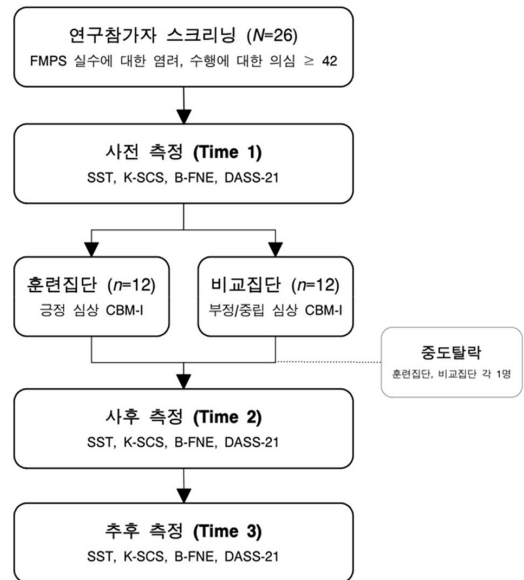 연구참가자 스크리닝 (N=26)
FMPS 실수에 대한 염려, 수행에 대한 의심 ≥ 42
사전 측정 (Time 1)
SST, K-SCS, B-FNE, DASS-21
훈련집단 (n=12)
긍정 심상 CBM-I
비교집단 (n=12)
부정/중립 심상 CBM-I
중도탈락
훈련집단, 비교집단 각 1명
사후 측정 (Time 2)
SST, K-SCS, B-FNE, DASS-21
추후 측정 (Time 3)
SST, K-SCS, B-FNE, DASS-21